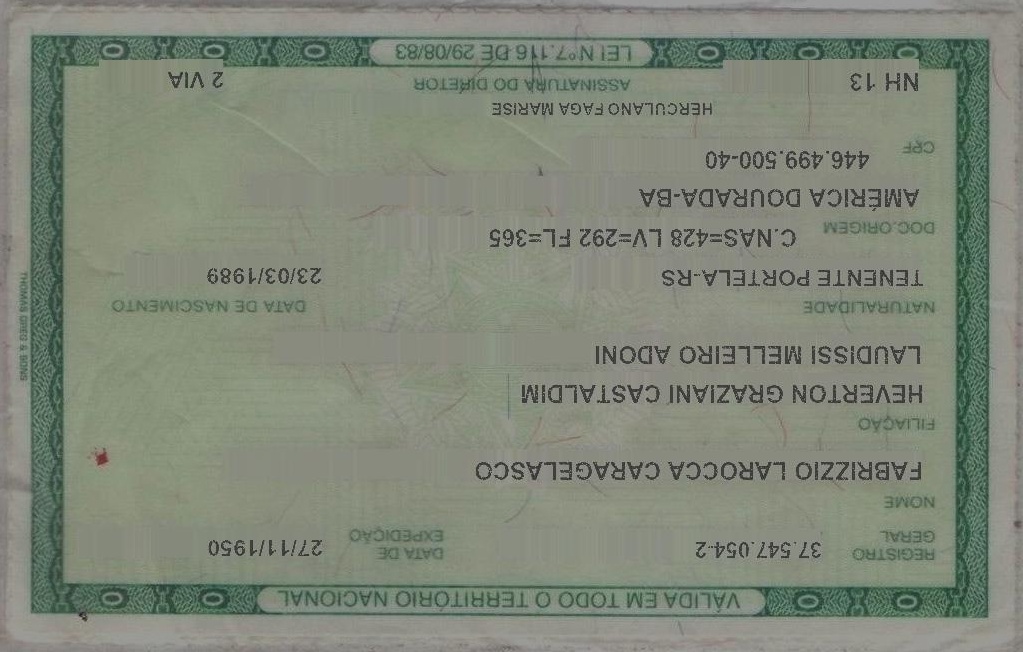 VÁLIDA EM TODO O TERRITÓRIO NACIONAL
REGISTRO GERAL 37.547.054-2 DATA DE EXPEDIÇÃO 27/11/1950
NOME
FABRIZZIO LAROCCA CARAGELASCO
FILIAÇÃO
HEVERTON GRAZIANI CASTALDIM
LAUDISSI MELLEIRO ADONI
NATURALIDADE DATA DE NASCIMENTO
TENENTE PORTELA-RS 23/03/1989
DOC.ORIGEM C.NAS=428 LV=292 FL=365
AMÉRICA DOURADA-BA
CPF 446.499.500-40
HERCULANO FAGA MARISE
NH 13 ASSINATURA DO DIRETOR 2 VIA
LEI Nº 7.116 DE 29/08/83
THOMAS GREG & SONS